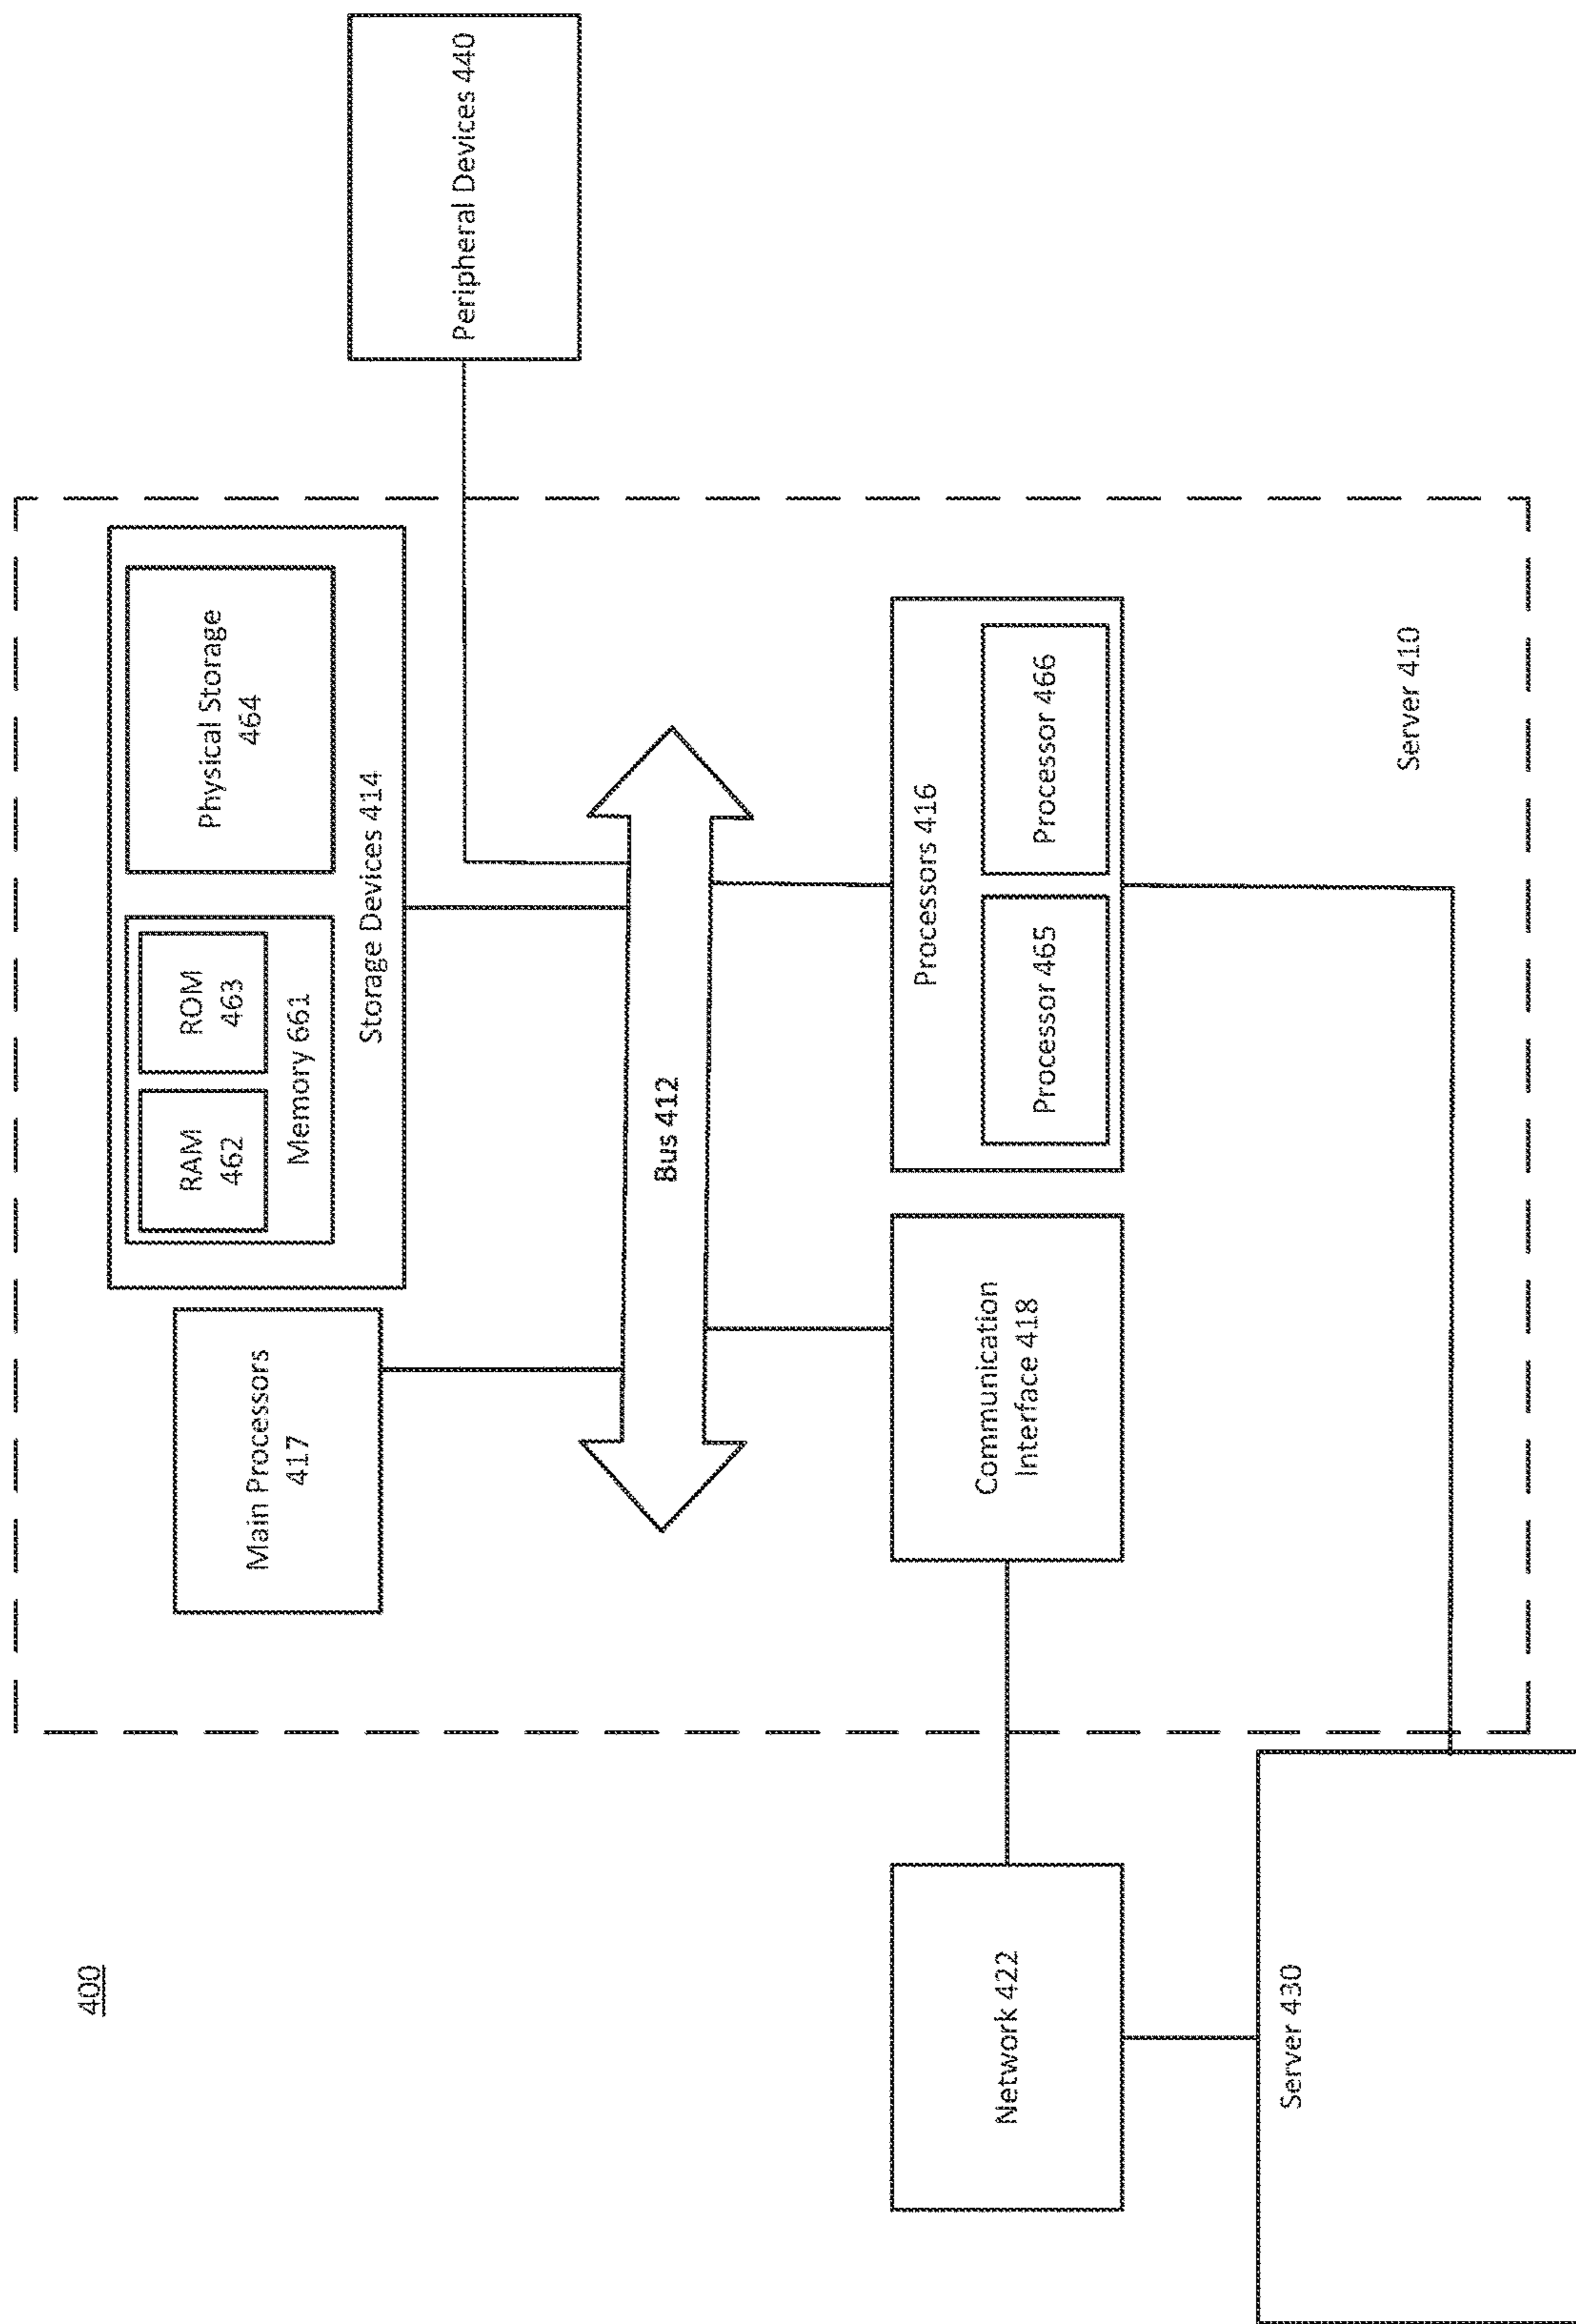 400
Main Processors
417
RAM
462
ROM
463
Memory 661
Physical Storage
464
Storage Devices 414
Peripheral Devices 440
Bus 412
Network 422
Communication
Interface 418
Processors 416
Processor 465
Processor 466
Server 430
Server 410